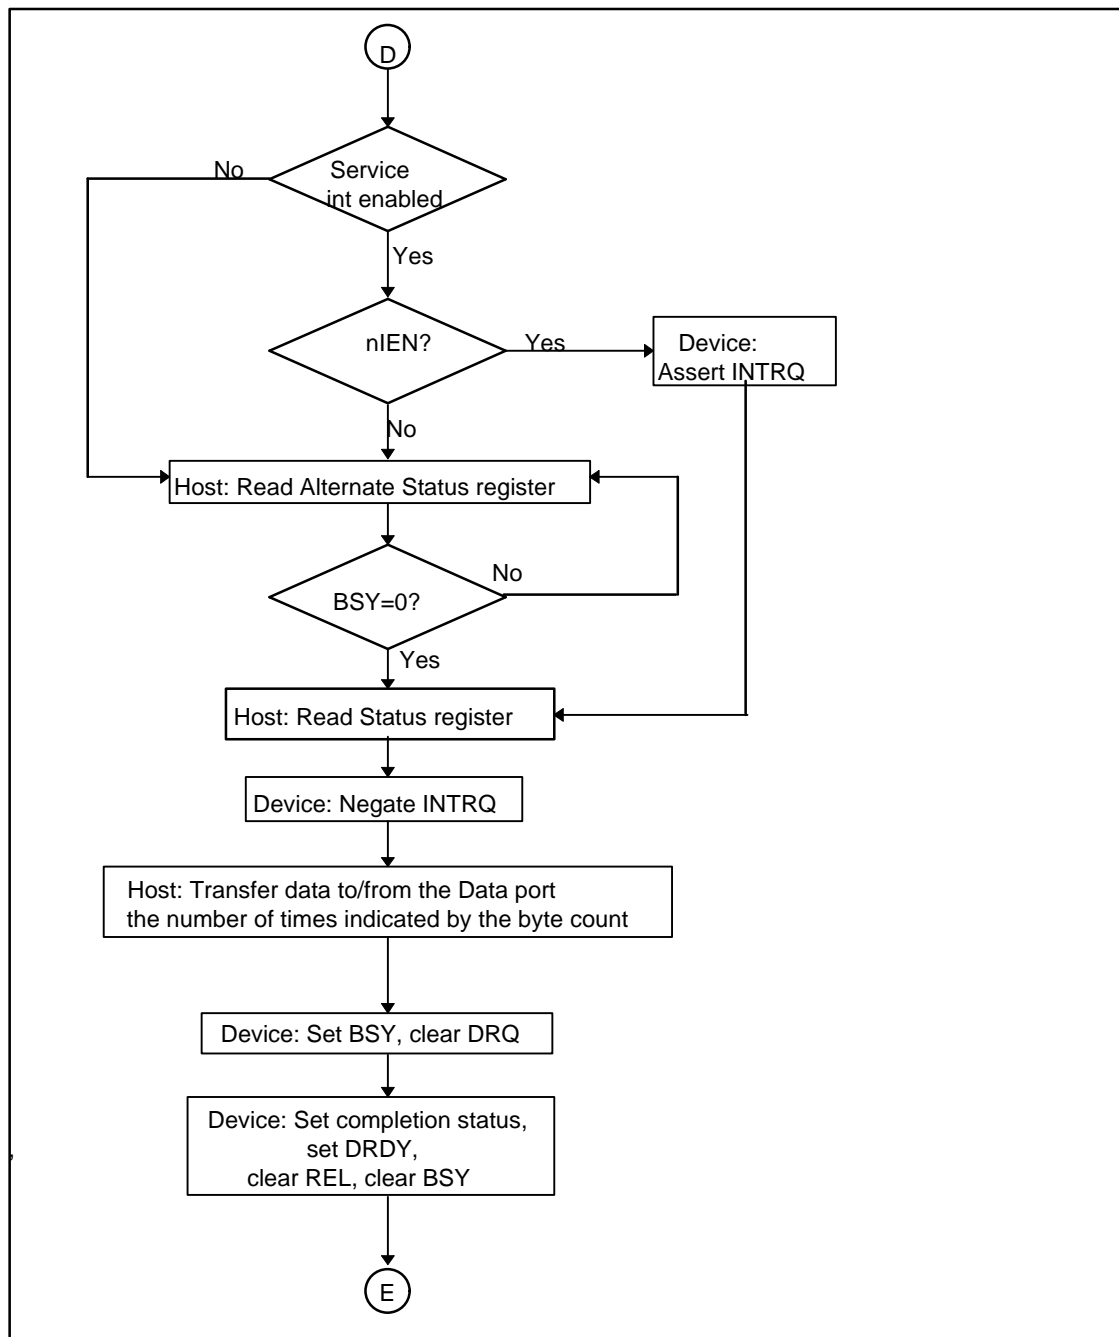 D
No
Service
int enabled
Yes
nIEN?
Yes
Device:
Assert INTRQ
No
Host: Read Alternate Status register
No
BSY=0?
Yes
Host: Read Status register
Device: Negate INTRQ
Host: Transfer data to/from the Data port
the number of times indicated by the byte count
Device: Set BSY, clear DRQ
Device: Set completion status,
set DRDY,
clear REL, clear BSY
E